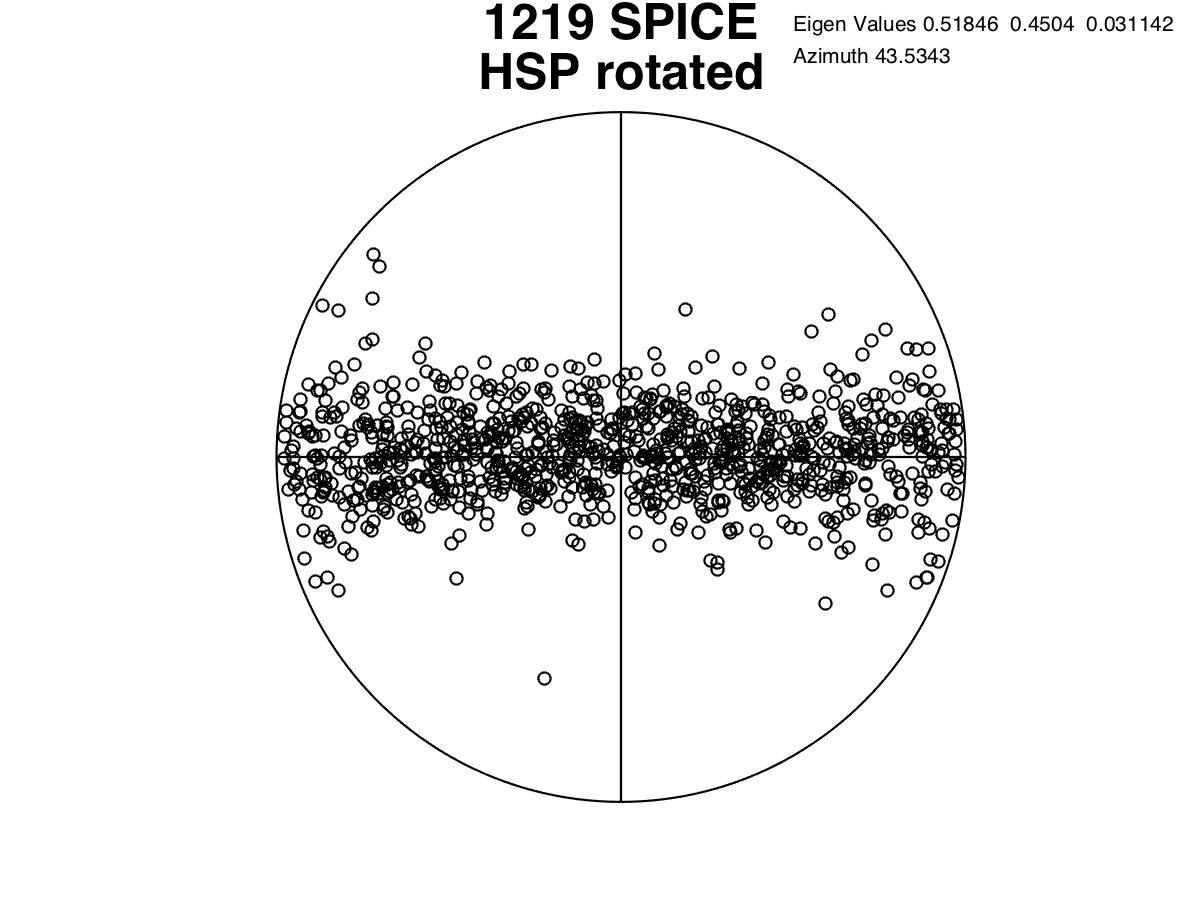 1219 SPICE
HSP rotated
Eigen Values 0.51846 0.4504 0.031142
Azimuth 43.5343